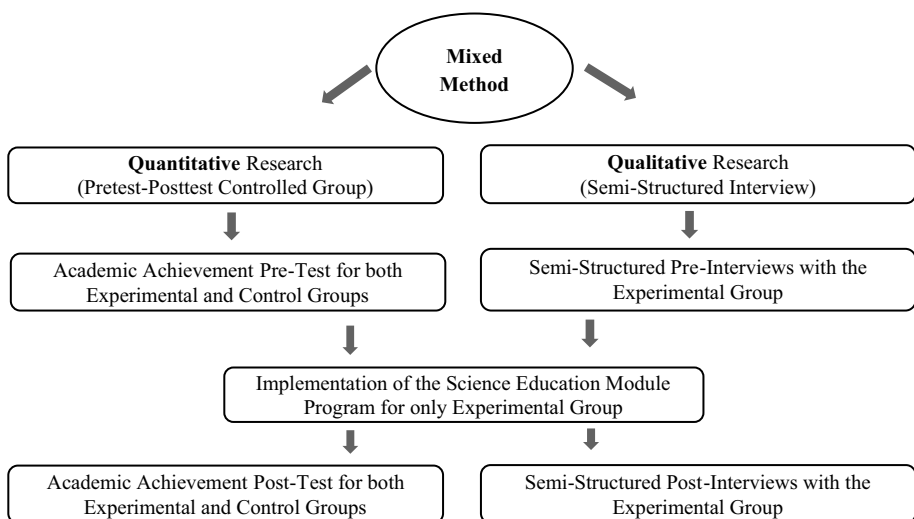 Mixed
Method
Quantitative Research
(Pretest-Posttest Controlled Group)
Qualitative Research
(Semi-Structured Interview)
Academic Achievement Pre-Test for both
Experimental and Control Groups
Semi-Structured Pre-Interviews with the
Experimental Group
Implementation of the Science Education Module
Program for only Experimental Group
Academic Achievement Post-Test for both
Experimental and Control Groups
Semi-Structured Post-Interviews with the
Experimental Group